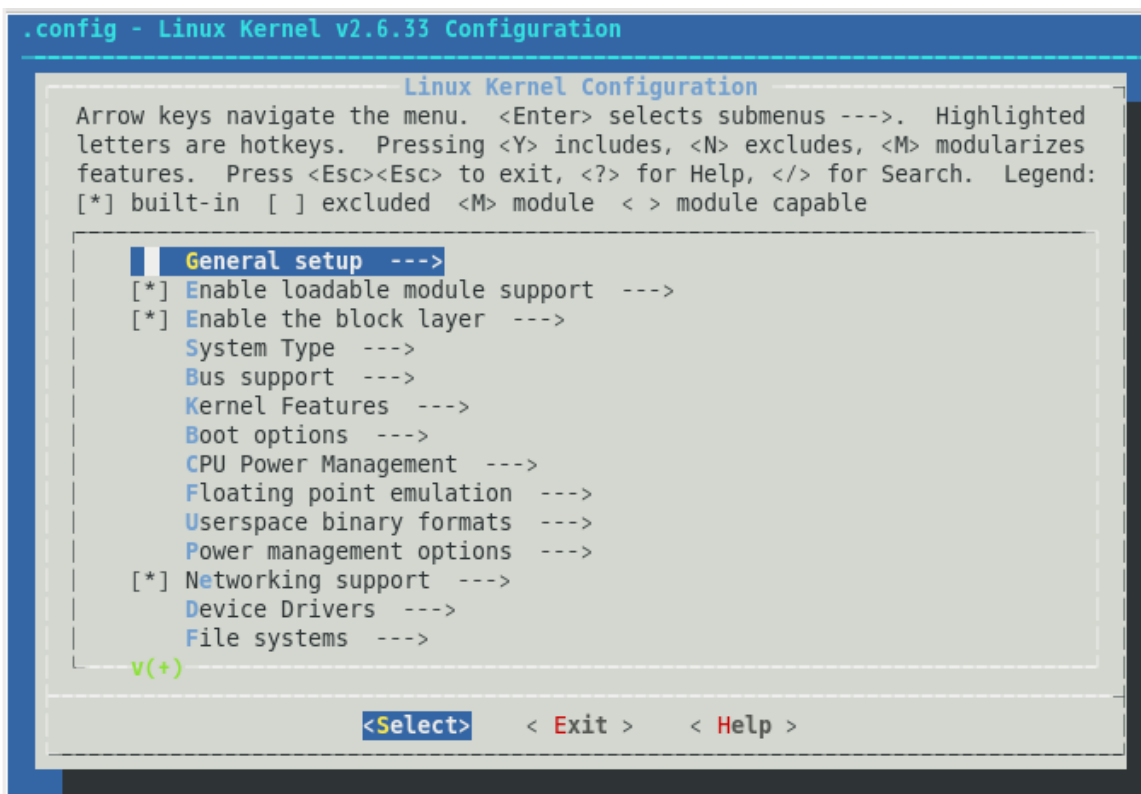 .config - Linux Kernel v2.6.33 Configuration
Linux Kernel Configuration
Arrow keys navigate the menu.  <Enter> selects submenus --->.  Highlighted
letters are hotkeys.  Pressing <Y> includes, <N> excludes, <M> modularizes
features.  Press <Esc><Esc> to exit, <?> for Help, </> for Search.  Legend:
[*] built-in  [ ] excluded  <M> module  < > module capable
General setup  --->
[*] Enable loadable module support  --->
[*] Enable the block layer  --->
System Type  --->
Bus support  --->
Kernel Features  --->
Boot options  --->
CPU Power Management  --->
Floating point emulation  --->
Userspace binary formats  --->
Power management options  --->
[*] Networking support  --->
Device Drivers  --->
File systems  --->
v(+)
<Select>    < Exit >    < Help >